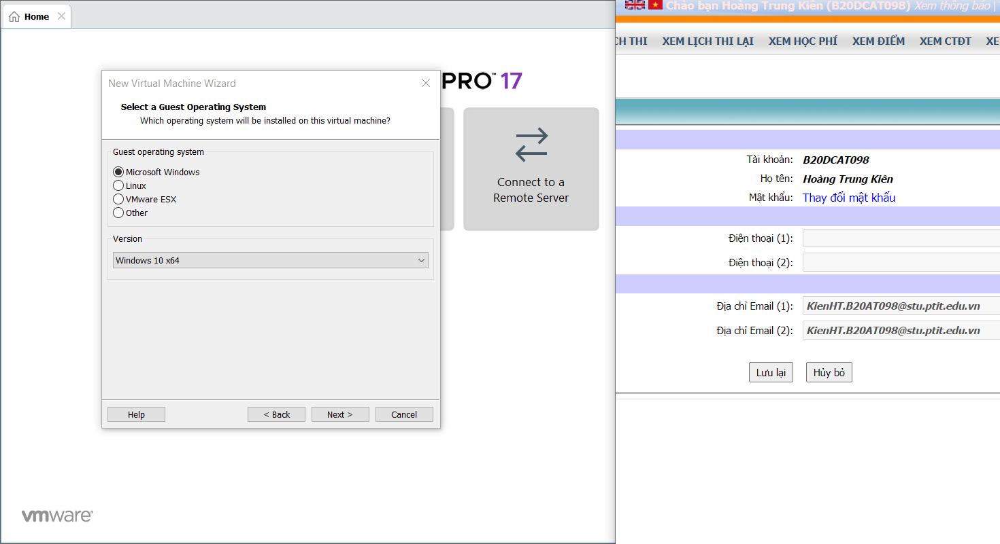 Home
PRO™ 17
New Virtual Machine Wizard
Select a Guest Operating System
Which operating system will be installed on this virtual machine?
Guest operating system
Microsoft Windows
Linux
VMware ESX
Other
Version
Windows 10 x64
Help
< Back
Next >
Cancel
Connect to a
Remote Server
vmware®
Chào bạn Hoàng Trung Kiên (B20DCAT098) Xem thông báo |
CH THI XEM LỊCH THI LẠI XEM HỌC PHÍ XEM ĐIỂM XEM CTĐT XE
Tài khoản: B20DCAT098
Họ tên: Hoàng Trung Kiên
Mật khẩu: Thay đổi mật khẩu
Điện thoại (1):
Điện thoại (2):
Địa chỉ Email (1): KienHT.B20AT098@stu.ptit.edu.vn
Địa chỉ Email (2): KienHT.B20AT098@stu.ptit.edu.vn
Lưu lại Hủy bỏ